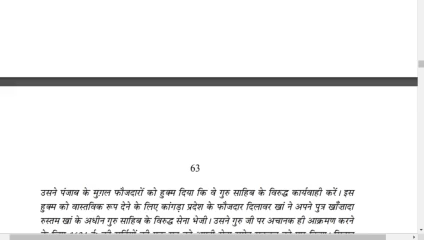 63
उसने पंजाब के मुग़ल फौजदारों को हुक्म दिया कि वे गुरु साहिब के विरुद्ध कार्यवाही करें। इस
हुक्म को वास्तविक रूप देने के लिए कांगड़ा प्रदेश के फौजदार दिलावर खां ने अपने पुत्र खाँज़ादा
रुस्तम खां के अधीन गुरु साहिब के विरुद्ध सेना भेजी। उसने गुरु जी पर अचानक ही आक्रमण करने